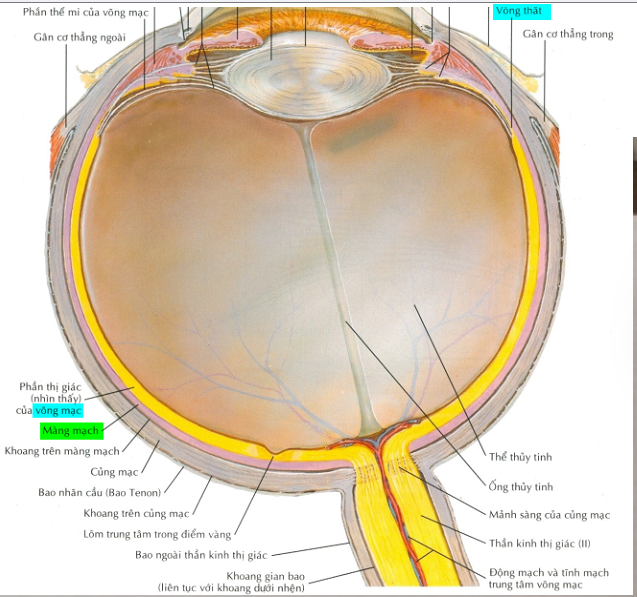 Phần thể mi của võng mạc
Gân cơ thẳng ngoài
Võng thắt
Gân cơ thẳng trong
Phần thị giác
(nhìn thấy)
của võng mạc
Màng mạch
Khoang trên màng mạch
Củng mạc
Bao nhãn cầu (Bao Tenon)
Khoang trên củng mạc
Lõm trung tâm trong điểm vàng
Bao ngoài thần kinh thị giác
Khoang gian bao
(liên tục với khoang dưới nhện)
Thể thủy tinh
Ống thủy tinh
Mảnh sàng của củng mạc
Thần kinh thị giác (II)
Động mạch và tĩnh mạch
trung tâm võng mạc